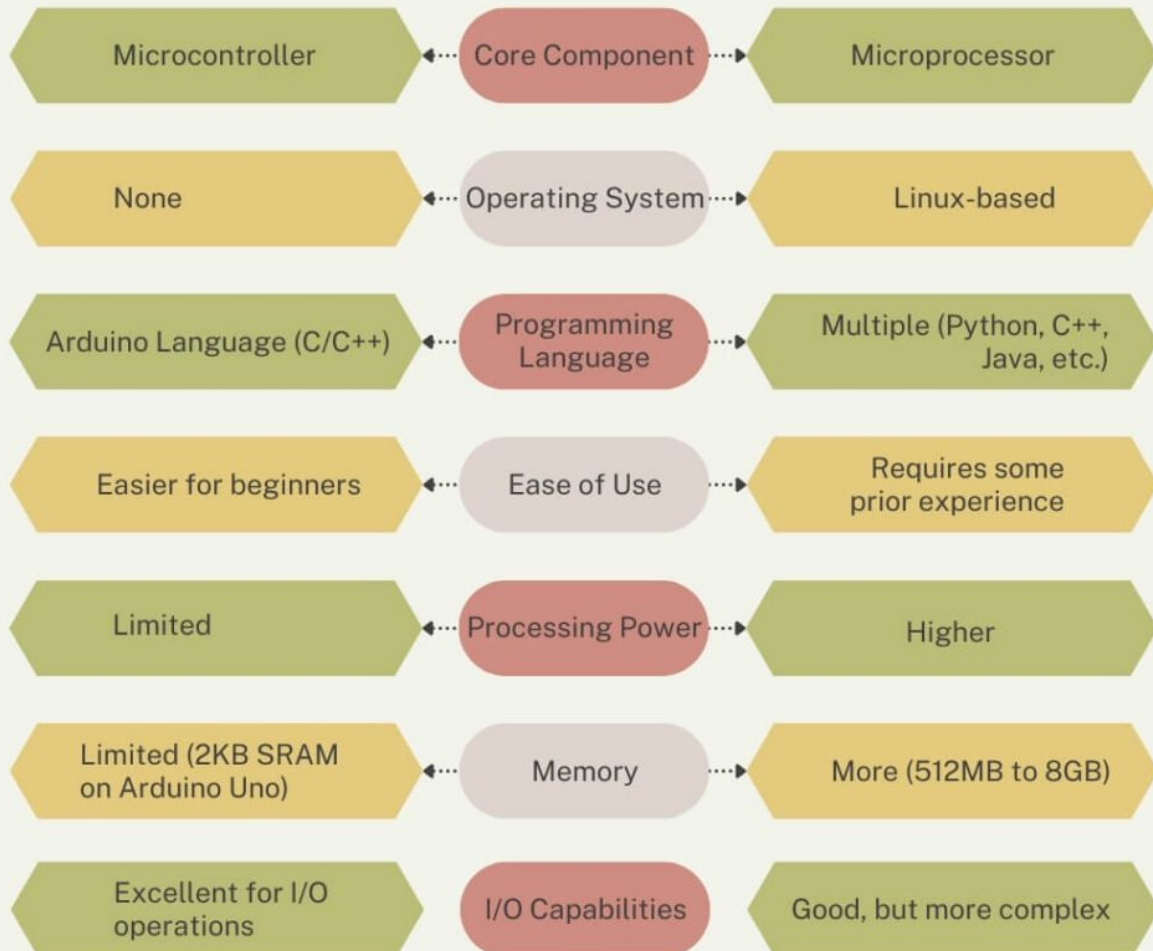 Microcontroller
Core Component
Microprocessor
None
Operating System
Linux-based
Arduino Language (C/C++)
Programming
Language
Multiple (Python, C++,
Java, etc.)
Easier for beginners
Ease of Use
Requires some
prior experience
Limited
Processing Power
Higher
Limited (2KB SRAM
on Arduino Uno)
Memory
More (512MB to 8GB)
Excellent for I/O
operations
I/O Capabilities
Good, but more complex